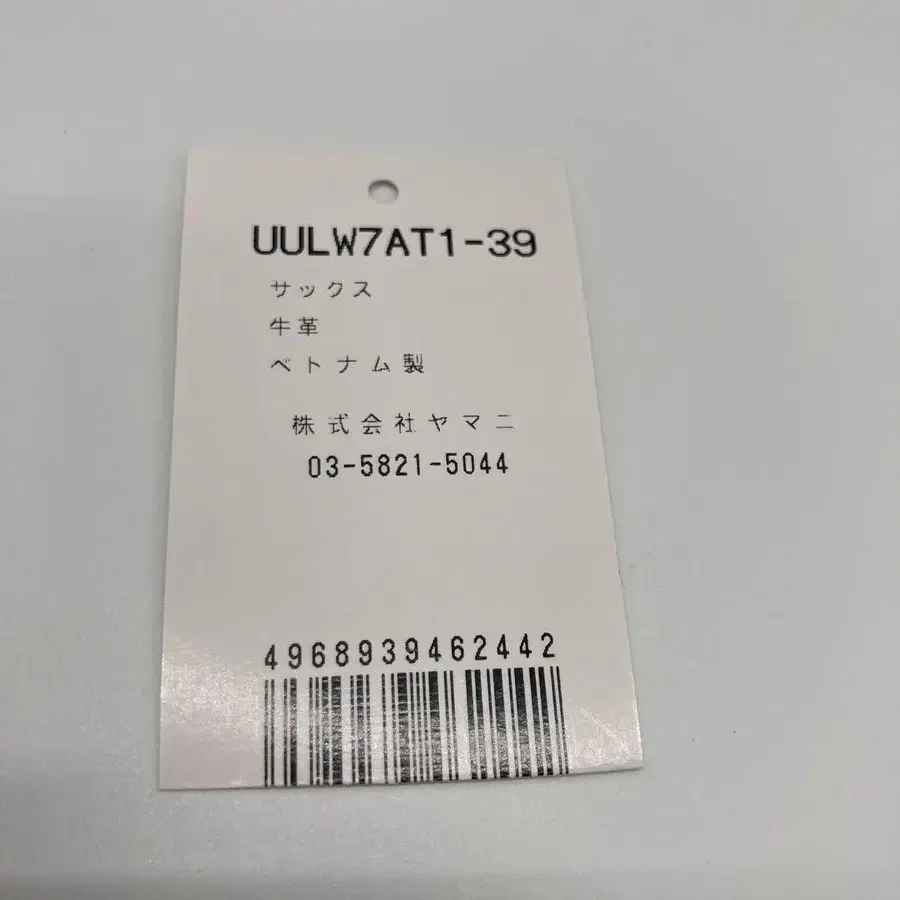 UULW7AT1-39
サックス
牛革
ベトナム製
株式会社ヤマニ
03-5821-5044
4968939462442